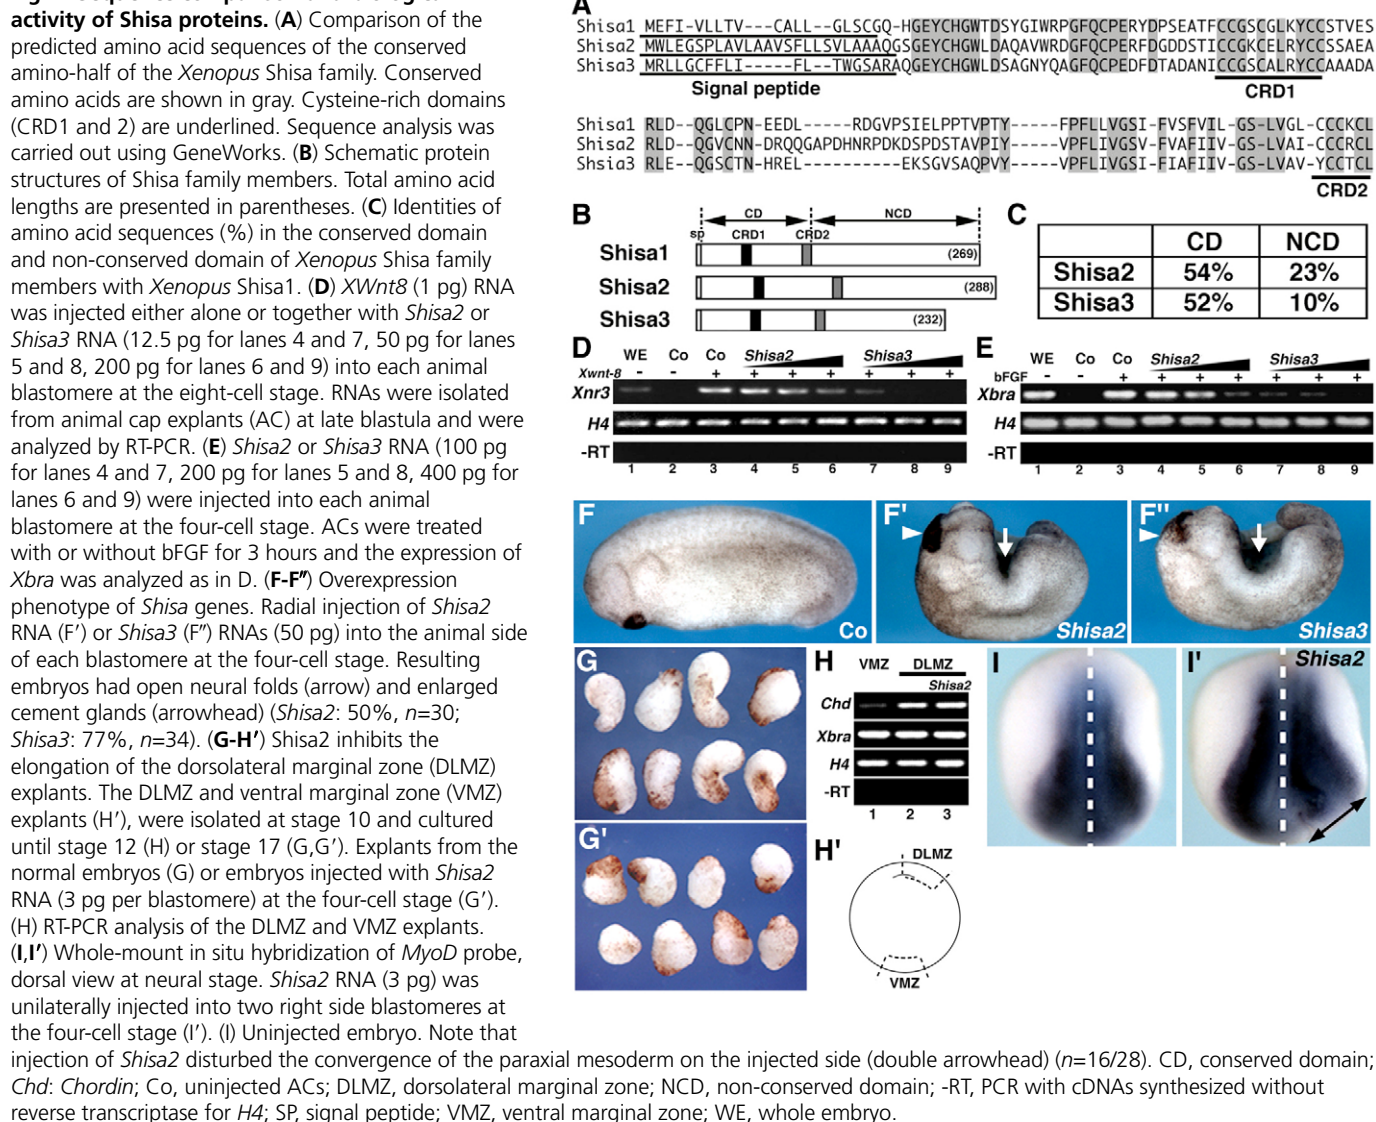 activity of Shisa proteins. (A) Comparison of the
predicted amino acid sequences of the conserved
amino-half of the Xenopus Shisa family. Conserved
amino acids are shown in gray. Cysteine-rich domains
(CRD1 and 2) are underlined. Sequence analysis was
carried out using GeneWorks. (B) Schematic protein
structures of Shisa family members. Total amino acid
lengths are presented in parentheses. (C) Identities of
amino acid sequences (%) in the conserved domain
and non-conserved domain of Xenopus Shisa family
members with Xenopus Shisa1. (D) XWnt8 (1 pg) RNA
was injected either alone or together with Shisa2 or
Shisa3 RNA (12.5 pg for lanes 4 and 7, 50 pg for lanes
5 and 8, 200 pg for lanes 6 and 9) into each animal
blastomere at the eight-cell stage. RNAs were isolated
from animal cap explants (AC) at late blastula and were
analyzed by RT-PCR. (E) Shisa2 or Shisa3 RNA (100 pg
for lanes 4 and 7, 200 pg for lanes 5 and 8, 400 pg for
lanes 6 and 9) were injected into each animal
blastomere at the four-cell stage. ACs were treated
with or without bFGF for 3 hours and the expression of
Xbra was analyzed as in D. (F-F″) Overexpression
phenotype of Shisa genes. Radial injection of Shisa2
RNA (F′) or Shisa3 (F″) RNAs (50 pg) into the animal side
of each blastomere at the four-cell stage. Resulting
embryos had open neural folds (arrow) and enlarged
cement glands (arrowhead) (Shisa2: 50%, n=30;
Shisa3: 77%, n=34). (G-H′) Shisa2 inhibits the
elongation of the dorsolateral marginal zone (DLMZ)
explants. The DLMZ and ventral marginal zone (VMZ)
explants (H′), were isolated at stage 10 and cultured
until stage 12 (H) or stage 17 (G,G′). Explants from the
normal embryos (G) or embryos injected with Shisa2
RNA (3 pg per blastomere) at the four-cell stage (G′).
(H) RT-PCR analysis of the DLMZ and VMZ explants.
(I,I′) Whole-mount in situ hybridization of MyoD probe,
dorsal view at neural stage. Shisa2 RNA (3 pg) was
unilaterally injected into two right side blastomeres at
the four-cell stage (I′). (I) Uninjected embryo. Note that
injection of Shisa2 disturbed the convergence of the paraxial mesoderm on the injected side (double arrowhead) (n=16/28). CD, conserved domain;
Chd: Chordin; Co, uninjected ACs; DLMZ, dorsolateral marginal zone; NCD, non-conserved domain; -RT, PCR with cDNAs synthesized without
reverse transcriptase for H4; SP, signal peptide; VMZ, ventral marginal zone; WE, whole embryo.
A
Shisa1 MEFI-VLLTV---CALL--GLSCGQ-HGEYCHGWTDSYGIWRPGFQCPERYDPSEATFCCGSCGLKYCCSTVES
Shisa2 MWLEGSPLAVLAAVSFLLSVLAAAQGSGEYCHGWLDAQAVWRDGFQCPERFDGDDSTICCGKCELRYCCSSAEA
Shisa3 MRLLGCFFLI-----FL--TWGSARAQGEYCHGWLDSAGNYQAGFQCPEDFDTADANICCGSCALRYCCAAADA
Signal peptide
CRD1
Shisa1 RLD--QGLCPN-EEDL-----RDGVPSIELPPTVPTY-----FPFLLVGSI-FVSFVIL-GS-LVGL-CCCKCL
Shisa2 RLD--QGVCNN-DRQQGAPDHNRPDKDSPDSTAVPIY-----VPFLIVGSV-FVAFIIV-GS-LVAI-CCCRCL
Shsia3 RLE--QGSCTN-HREL---------EKSGVSAQPVY-----VPFLIVGSI-FIAFIIV-GS-LVAV-YCCTCL
CRD2
B
CD NCD
sp CRD1 CRD2
Shisa1 (269)
Shisa2 (288)
Shisa3 (232)
C
CD NCD
Shisa2 54% 23%
Shisa3 52% 10%
D
WE Co Co Shisa2 Shisa3
Xwnt-8 - - + + + + + + +
Xnr3
H4
-RT
1 2 3 4 5 6 7 8 9
E
WE Co Co Shisa2 Shisa3
bFGF - - + + + + + + +
Xbra
H4
-RT
1 2 3 4 5 6 7 8 9
F
Co
F'
Shisa2
F''
Shisa3
G
G'
H
VMZ DLMZ
Shisa2
Chd
Xbra
H4
-RT
1 2 3
H'
DLMZ
VMZ
I
I'
Shisa2